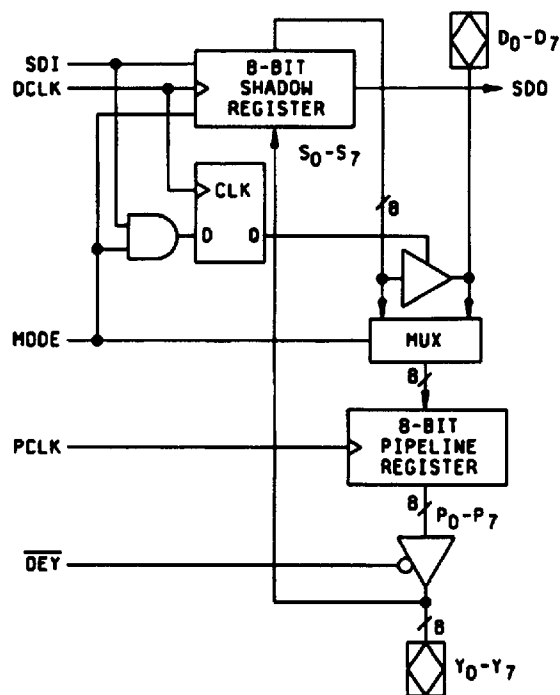 D0-D7
SDI
DCLK
8-BIT
SHADOW
REGISTER
SDO
S0-S7
CLK
D
D
8
MODE
MUX
8
PCLK
8-BIT
PIPELINE
REGISTER
8
P0-P7
OEY
8
Y0-Y7